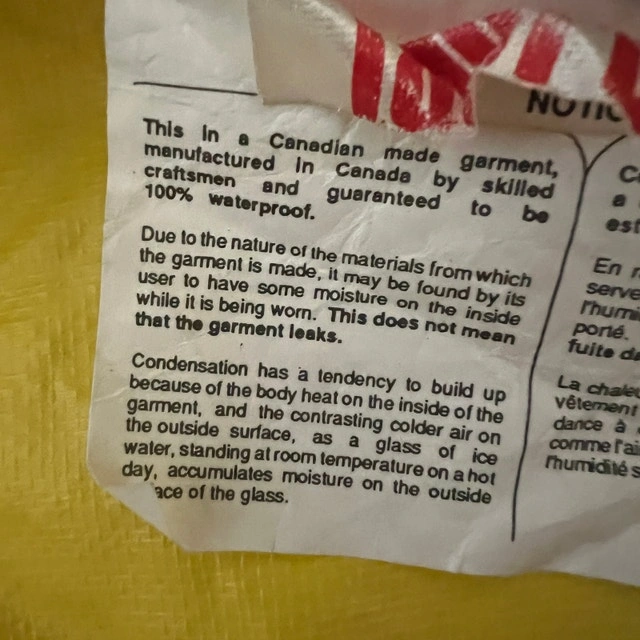 NOTIC
This in a Canadian made garment,
manufactured in Canada by skilled
craftsmen and guaranteed to be
100% waterproof.
Due to the nature of the materials from which
the garment is made, it may be found by its
user to have some moisture on the inside
while it is being worn. This does not mean
that the garment leaks.
Condensation has a tendency to build up
because of the body heat on the inside of the
garment, and the contrasting colder air on
the outside surface, as a glass of ice
water, standing at room temperature on a hot
day, accumulates moisture on the outside
ace of the glass.
a
est
En
serve
l'humi
porté.
fuite da
La chaleu
vêtement
dance à
comme l'ai
l'humidité s